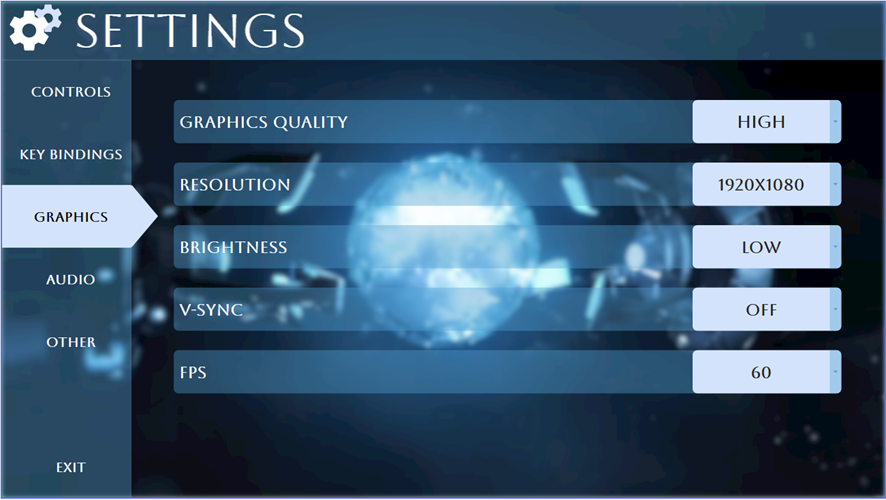 SETTINGS
CONTROLS
KEY BINDINGS
GRAPHICS
AUDIO
OTHER
EXIT
GRAPHICS QUALITY HIGH
RESOLUTION 1920X1080
BRIGHTNESS LOW
V-SYNC OFF
FPS 60